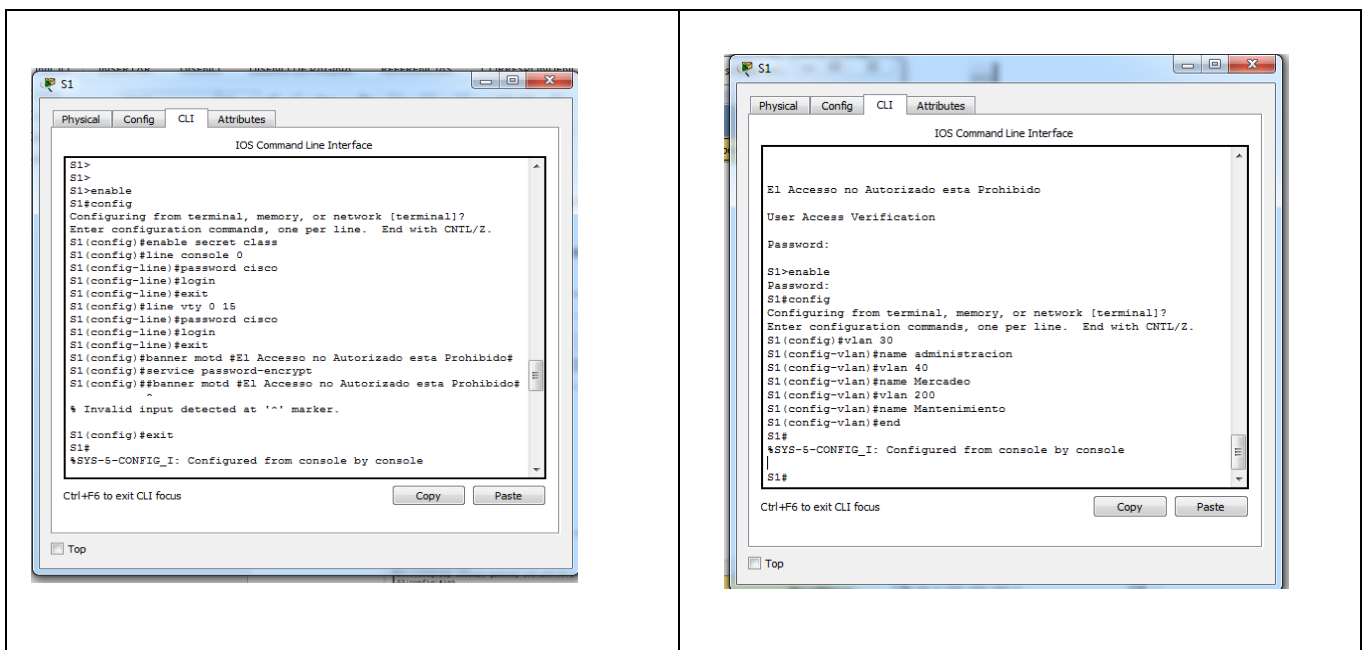 S1
Physical Config CLI Attributes
IOS Command Line Interface
S1>
S1>
S1>enable
S1#config
Configuring from terminal, memory, or network [terminal]?
Enter configuration commands, one per line. End with CNTL/Z.
S1(config)#enable secret class
S1(config)#line console 0
S1(config-line)#password cisco
S1(config-line)#login
S1(config-line)#exit
S1(config)#line vty 0 15
S1(config-line)#password cisco
S1(config-line)#login
S1(config-line)#exit
S1(config)#banner motd #El Accesso no Autorizado esta Prohibido#
S1(config)#service password-encrypt
S1(config)##banner motd #El Accesso no Autorizado esta Prohibido#
^
% Invalid input detected at '^' marker.
S1(config)#exit
S1#
%SYS-5-CONFIG_I: Configured from console by console
Ctrl+F6 to exit CLI focus
Copy Paste
Top
S1
Physical Config CLI Attributes
IOS Command Line Interface
El Accesso no Autorizado esta Prohibido
User Access Verification
Password:
S1>enable
Password:
S1#config
Configuring from terminal, memory, or network [terminal]?
Enter configuration commands, one per line. End with CNTL/Z.
S1(config)#vlan 30
S1(config-vlan)#name administracion
S1(config-vlan)#vlan 40
S1(config-vlan)#name Mercadeo
S1(config-vlan)#vlan 200
S1(config-vlan)#name Mantenimiento
S1(config-vlan)#end
S1#
%SYS-5-CONFIG_I: Configured from console by console
S1#
Ctrl+F6 to exit CLI focus
Copy Paste
Top